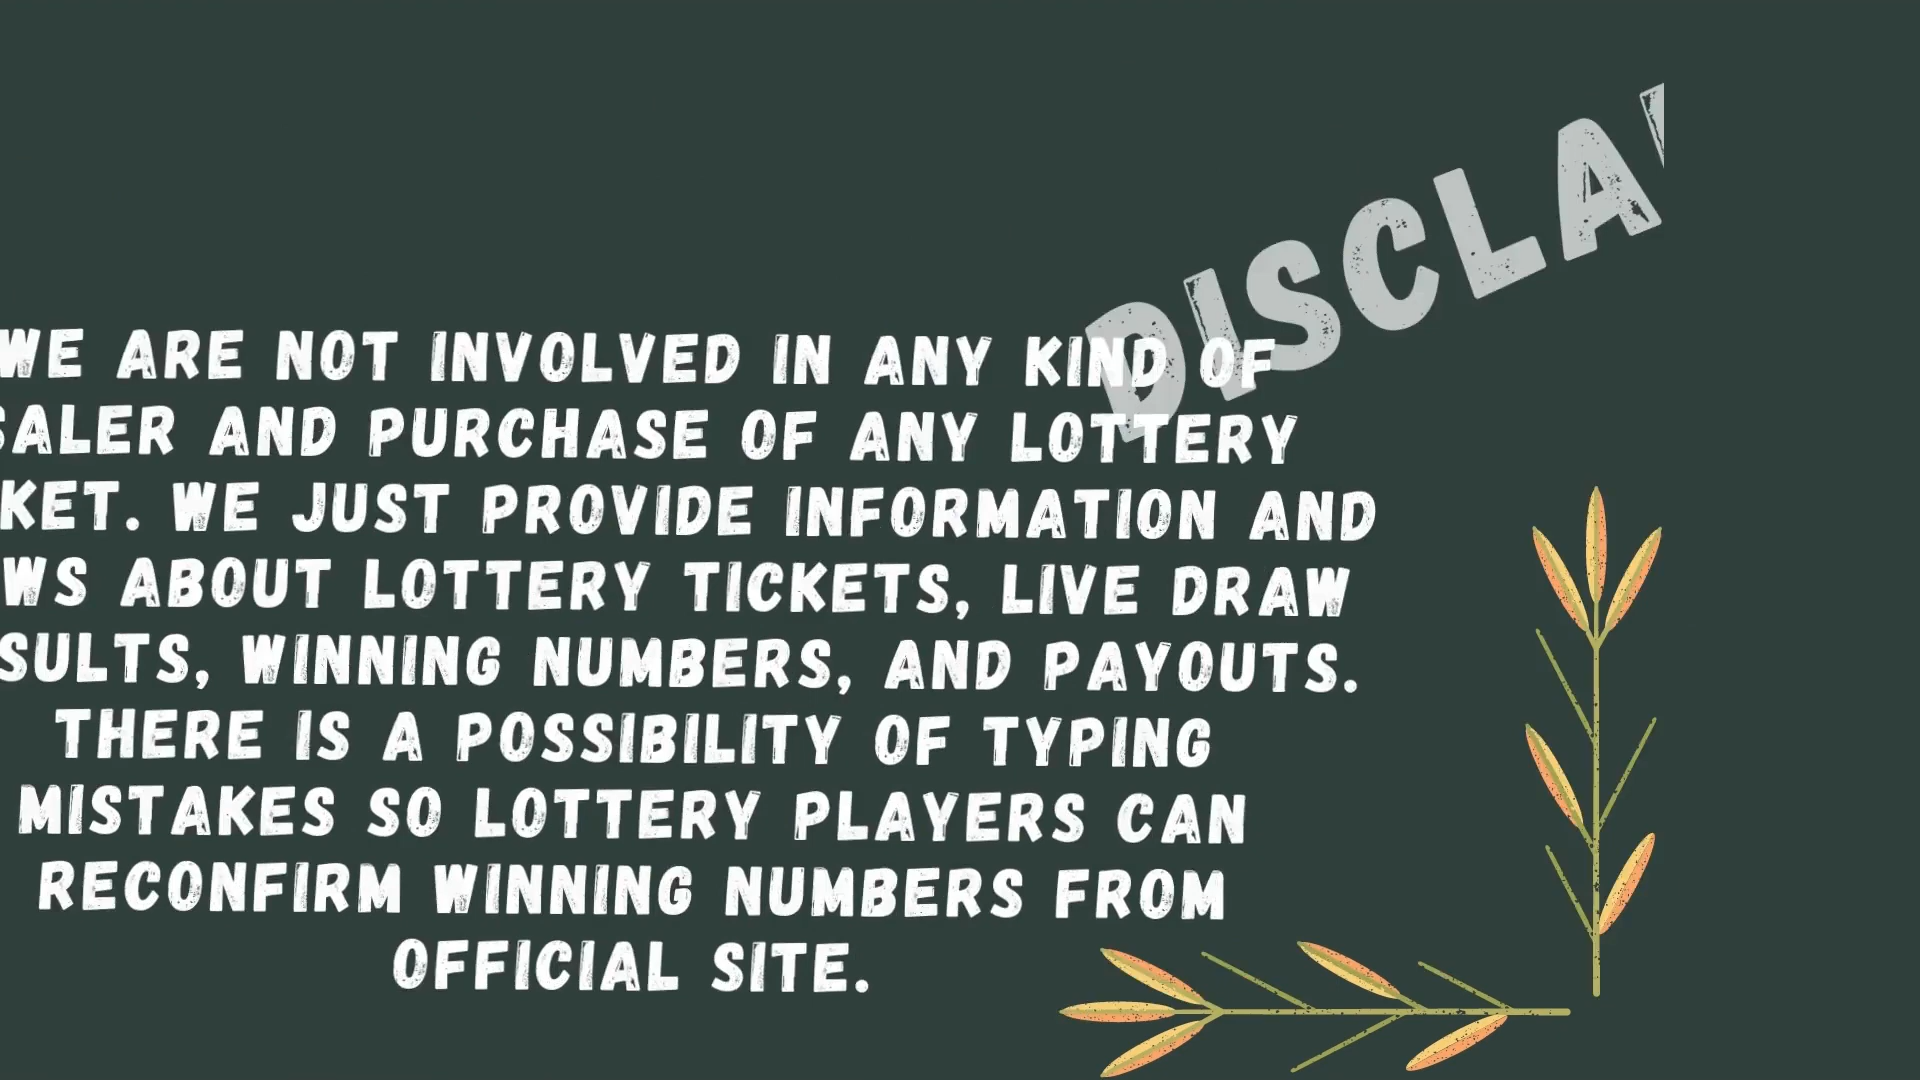 DISCLA
WE ARE NOT INVOLVED IN ANY KIND OF
SALER AND PURCHASE OF ANY LOTTERY
KET. WE JUST PROVIDE INFORMATION AND
WS ABOUT LOTTERY TICKETS, LIVE DRAW
SULTS, WINNING NUMBERS, AND PAYOUTS.
THERE IS A POSSIBILITY OF TYPING
MISTAKES SO LOTTERY PLAYERS CAN
RECONFIRM WINNING NUMBERS FROM
OFFICIAL SITE.